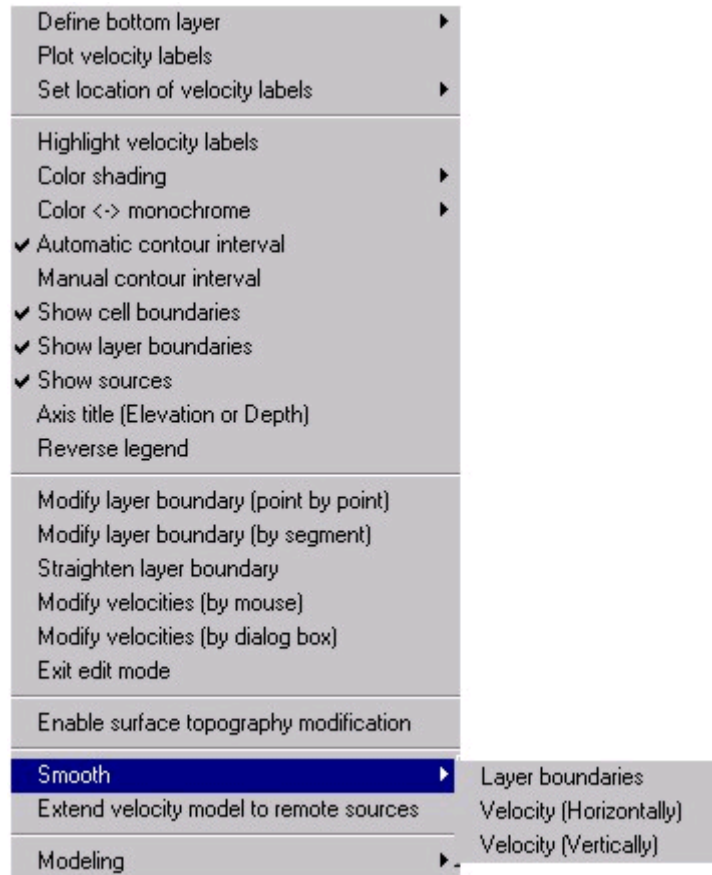 Define bottom layer
Plot velocity labels
Set location of velocity labels
Highlight velocity labels
Color shading
Color <-> monochrome
Automatic contour interval
Manual contour interval
Show cell boundaries
Show layer boundaries
Show sources
Axis title (Elevation or Depth)
Reverse legend
Modify layer boundary (point by point)
Modify layer boundary (by segment)
Straighten layer boundary
Modify velocities (by mouse)
Modify velocities (by dialog box)
Exit edit mode
Enable surface topography modification
Smooth
Layer boundaries
Extend velocity model to remote sources
Velocity (Horizontally)
Velocity (Vertically)
Modeling